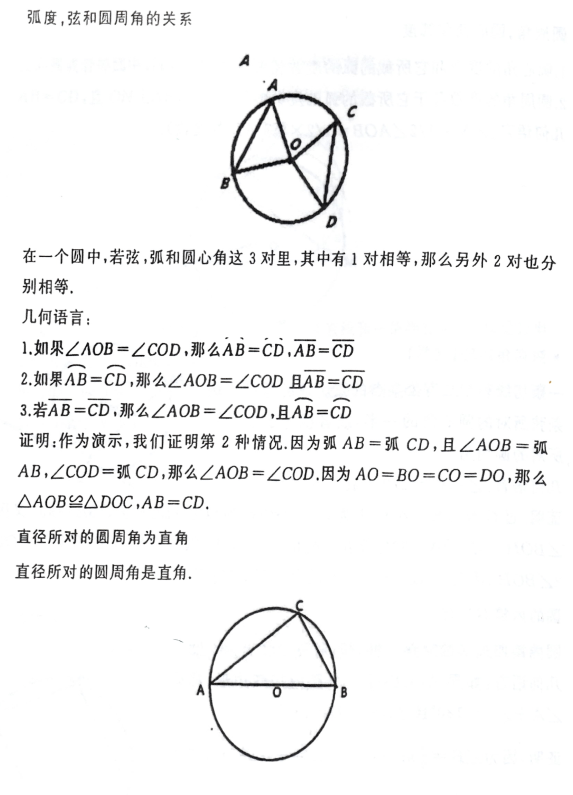 弧度,弦和圆周角的关系
A
A
C
O
B
D
在一个圆中,若弦,弧和圆心角这3对里,其中有1对相等,那么另外2对也分
别相等.
几何语言:
1.如果∠AOB=∠COD,那么AB=CD,AB=CD
2.如果AB=CD,那么∠AOB=∠COD且AB=CD
3.若AB=CD,那么∠AOB=∠COD,且AB=CD
证明:作为演示,我们证明第2种情况.因为弧AB=弧CD,且∠AOB=弧
AB,∠COD=弧CD,那么∠AOB=∠COD.因为AO=BO=CO=DO,那么
△AOB≌△DOC,AB=CD.
直径所对的圆周角为直角
直径所对的圆周角是直角.
C
A
O
B